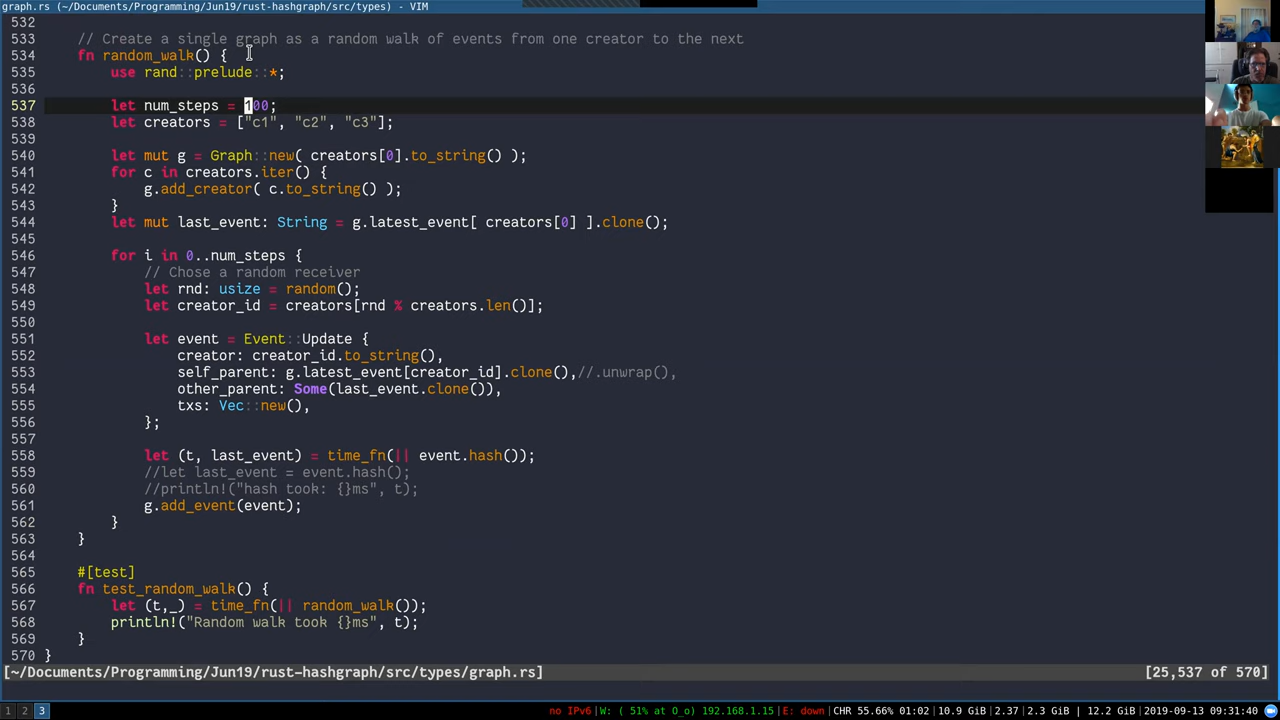 graph.rs (~/Documents/Programming/Jun19/rust-hashgraph/src/types) - VIM
532
533     // Create a single graph as a random walk of events from one creator to the next
534     fn random_walk() {
535         use rand::prelude::*;
536
537         let num_steps = 100;
538         let creators = ["c1", "c2", "c3"];
539
540         let mut g = Graph::new( creators[0].to_string() );
541         for c in creators.iter() {
542             g.add_creator( c.to_string() );
543         }
544         let mut last_event: String = g.latest_event[ creators[0] ].clone();
545
546         for i in 0..num_steps {
547             // Chose a random receiver
548             let rnd: usize = random();
549             let creator_id = creators[rnd % creators.len()];
550
551             let event = Event::Update {
552                 creator: creator_id.to_string(),
553                 self_parent: g.latest_event[creator_id].clone(),//.unwrap(),
554                 other_parent: Some(last_event.clone()),
555                 txs: Vec::new(),
556             };
557
558             let (t, last_event) = time_fn(|| event.hash());
559             //let last_event = event.hash();
560             //println!("hash took: {}ms", t);
561             g.add_event(event);
562         }
563     }
564
565     #[test]
566     fn test_random_walk() {
567         let (t,_) = time_fn(|| random_walk());
568         println!("Random walk took {}ms", t);
569     }
570 }
[~/Documents/Programming/Jun19/rust-hashgraph/src/types/graph.rs] [25,537 of 570]
1 2 3 no IPv6|W: ( 51% at O_o) 192.168.1.15|E: down|CHR 55.66% 01:02|10.9 GiB|2.37|2.3 GiB | 12.2 GiB|2019-09-13 09:31:40